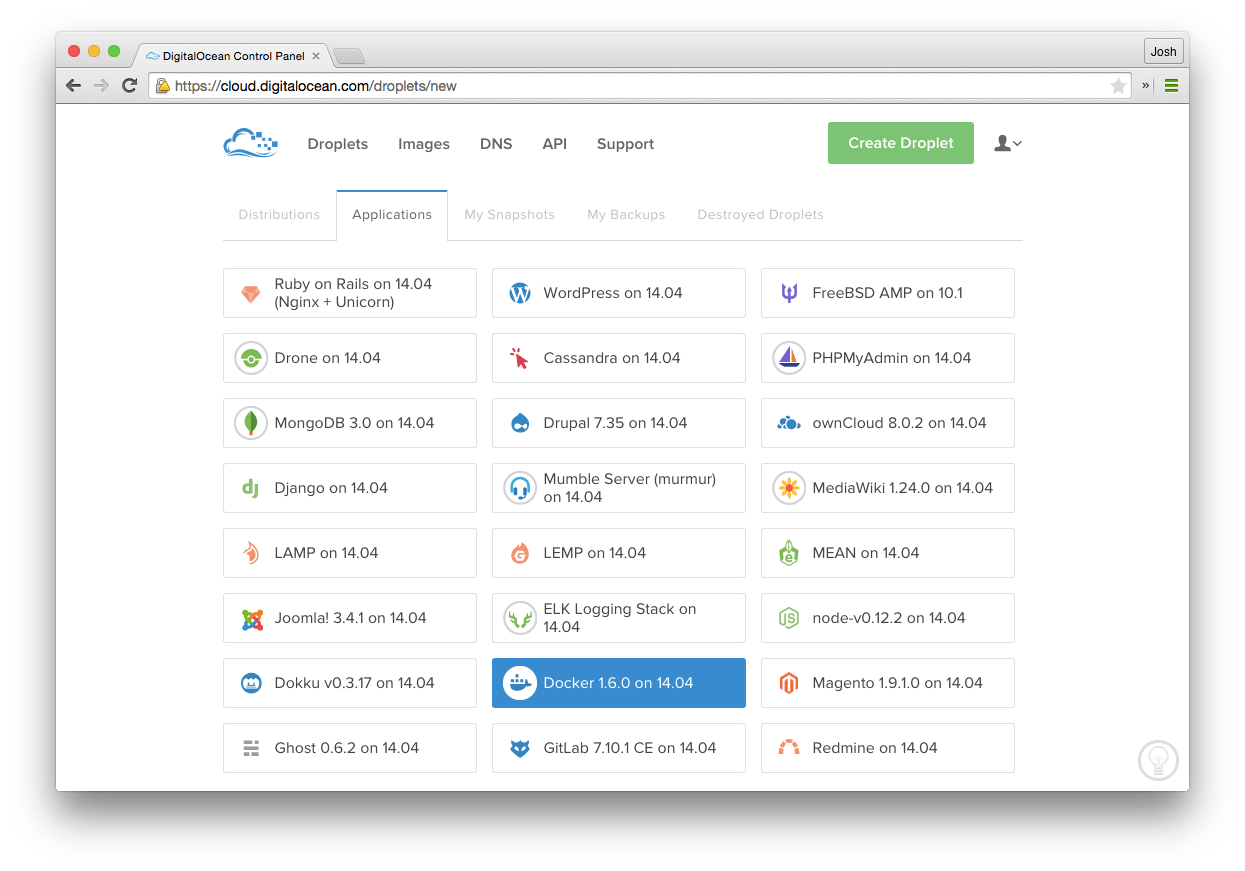 DigitalOcean Control Panel
Josh
https://cloud.digitalocean.com/droplets/new
»
Droplets Images DNS API Support Create Droplet
Distributions Applications My Snapshots My Backups Destroyed Droplets
Ruby on Rails on 14.04
(Nginx + Unicorn)
WordPress on 14.04
FreeBSD AMP on 10.1
Drone on 14.04
Cassandra on 14.04
PHPMyAdmin on 14.04
MongoDB 3.0 on 14.04
Drupal 7.35 on 14.04
ownCloud 8.0.2 on 14.04
dj
Django on 14.04
Mumble Server (murmur)
on 14.04
MediaWiki 1.24.0 on 14.04
LAMP on 14.04
LEMP on 14.04
MEAN on 14.04
Joomla! 3.4.1 on 14.04
ELK Logging Stack on
14.04
JS
node-v0.12.2 on 14.04
Dokku v0.3.17 on 14.04
Docker 1.6.0 on 14.04
Magento 1.9.1.0 on 14.04
Ghost 0.6.2 on 14.04
GitLab 7.10.1 CE on 14.04
Redmine on 14.04